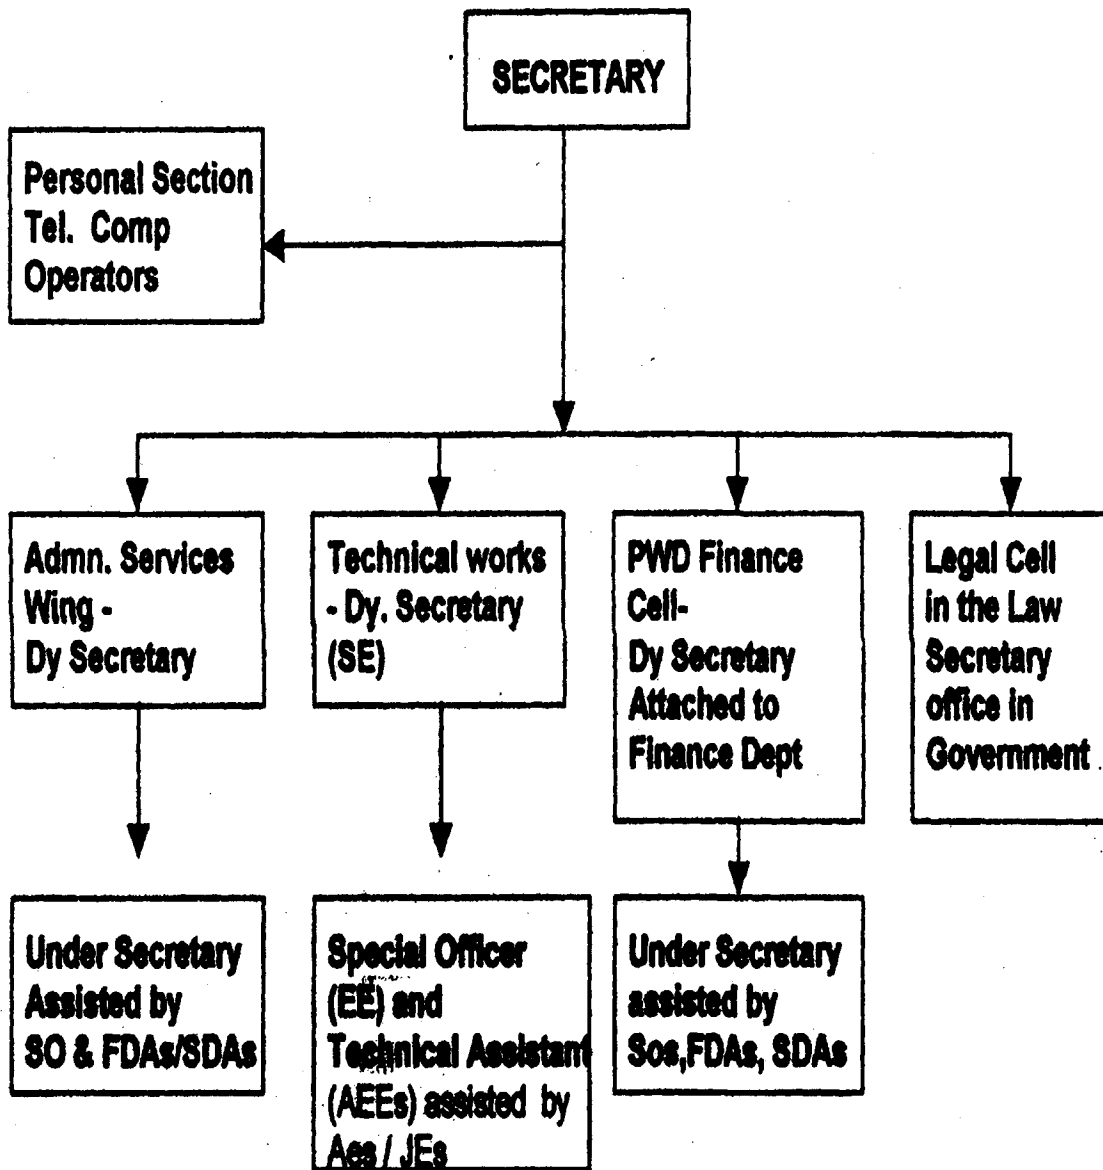 SECRETARY
Personal Section
Tel. Comp
Operators
Admn. Services
Wing -
Dy Secretary
Technical works
- Dy. Secretary
(SE)
PWD Finance
Cell-
Dy Secretary
Attached to
Finance Dept
Legal Cell
in the Law
Secretary
office in
Government
Under Secretary
Assisted by
SO & FDAs/SDAs
Special Officer
(EE) and
Technical Assistant
(AEEs) assisted by
Aes / JEs
Under Secretary
assisted by
Sos,FDAs, SDAs